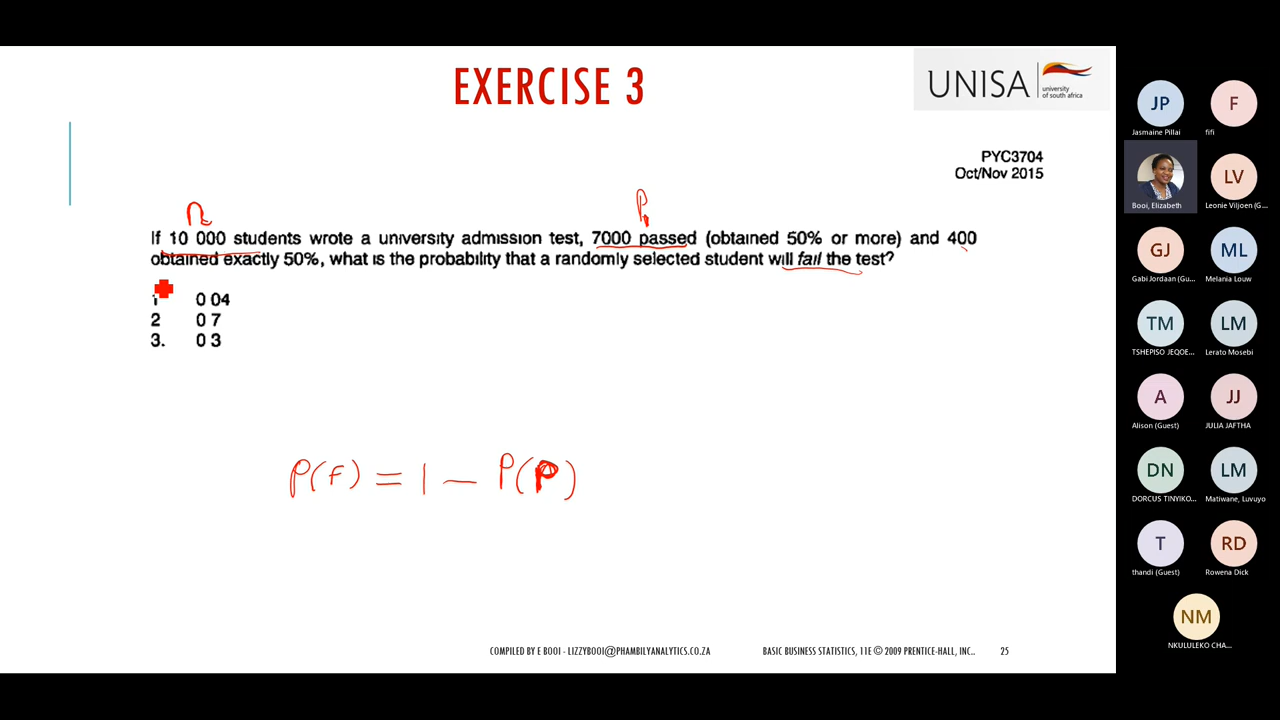 EXERCISE 3
UNISA
university
of south africa
PYC3704
Oct/Nov 2015
n
P
If 10 000 students wrote a university admission test, 7000 passed (obtained 50% or more) and 400
obtained exactly 50%, what is the probability that a randomly selected student will fail the test?
1 0 04
2 0 7
3. 0 3
P(f) = 1 — P(P)
COMPILED BY E BOOI - LIZZYBOOI@PHAMBILYANALYTICS.CO.ZA
BASIC BUSINESS STATISTICS, 11E © 2009 PRENTICE-HALL, INC..
25
JP
F
Jasmaine Pillai
fifi
LV
Booi, Elizabeth
Leonie Viljoen (G...
GJ
ML
Gabi Jordaan (Gu...
Melania Louw
TM
LM
TSHEPISO JEQOE...
Lerato Mosebi
A
JJ
Alison (Guest)
JULIA JAFTHA
DN
LM
DORCUS TINYIKO...
Matiwane, Luvuyo
T
RD
thandi (Guest)
Rowena Dick
NM
NKULULEKO CHA...